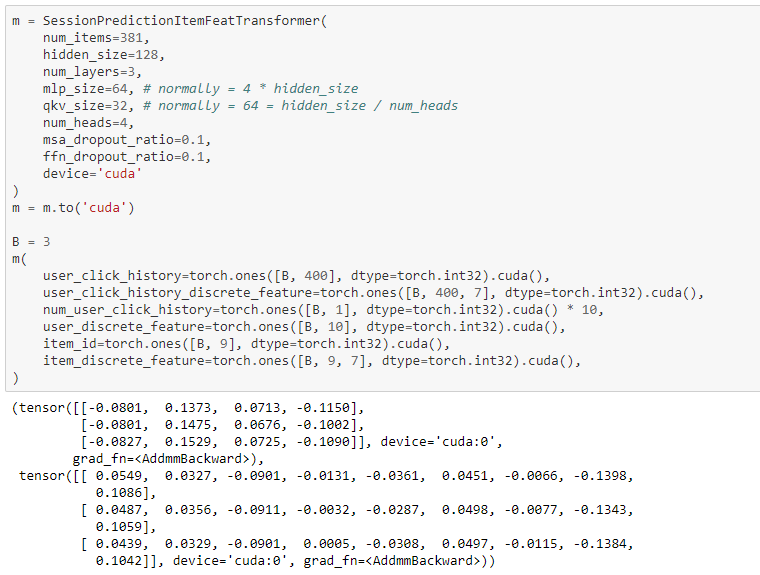 m = SessionPredictionItemFeatTransformer(
    num_items=381,
    hidden_size=128,
    num_layers=3,
    mlp_size=64, # normally = 4 * hidden_size
    qkv_size=32, # normally = 64 = hidden_size / num_heads
    num_heads=4,
    msa_dropout_ratio=0.1,
    ffn_dropout_ratio=0.1,
    device='cuda'
)
m = m.to('cuda')

B = 3
m(
    user_click_history=torch.ones([B, 400], dtype=torch.int32).cuda(),
    user_click_history_discrete_feature=torch.ones([B, 400, 7], dtype=torch.int32).cuda(),
    num_user_click_history=torch.ones([B, 1], dtype=torch.int32).cuda() * 10,
    user_discrete_feature=torch.ones([B, 10], dtype=torch.int32).cuda(),
    item_id=torch.ones([B, 9], dtype=torch.int32).cuda(),
    item_discrete_feature=torch.ones([B, 9, 7], dtype=torch.int32).cuda(),
)
(tensor([[-0.0801,  0.1373,  0.0713, -0.1150],
         [-0.0801,  0.1475,  0.0676, -0.1002],
         [-0.0827,  0.1529,  0.0725, -0.1090]], device='cuda:0',
        grad_fn=<AddmmBackward>),
 tensor([[ 0.0549,  0.0327, -0.0901, -0.0131, -0.0361,  0.0451, -0.0066, -0.1398,
           0.1086],
         [ 0.0487,  0.0356, -0.0911, -0.0032, -0.0287,  0.0498, -0.0077, -0.1343,
           0.1059],
         [ 0.0439,  0.0329, -0.0901,  0.0005, -0.0308,  0.0497, -0.0115, -0.1384,
           0.1042]], device='cuda:0', grad_fn=<AddmmBackward>))